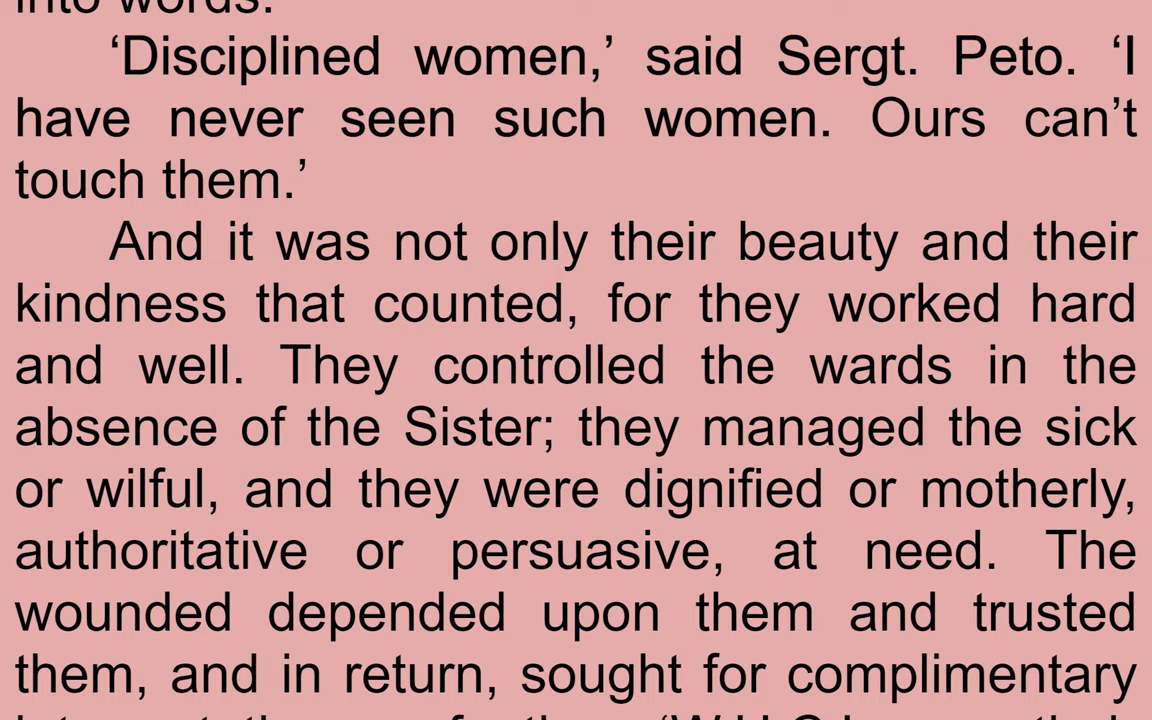 into words.
‘Disciplined women,’ said Sergt. Peto. ‘I
have never seen such women. Ours can’t
touch them.’
And it was not only their beauty and their
kindness that counted, for they worked hard
and well. They controlled the wards in the
absence of the Sister; they managed the sick
or wilful, and they were dignified or motherly,
authoritative or persuasive, at need. The
wounded depended upon them and trusted
them, and in return, sought for complimentary